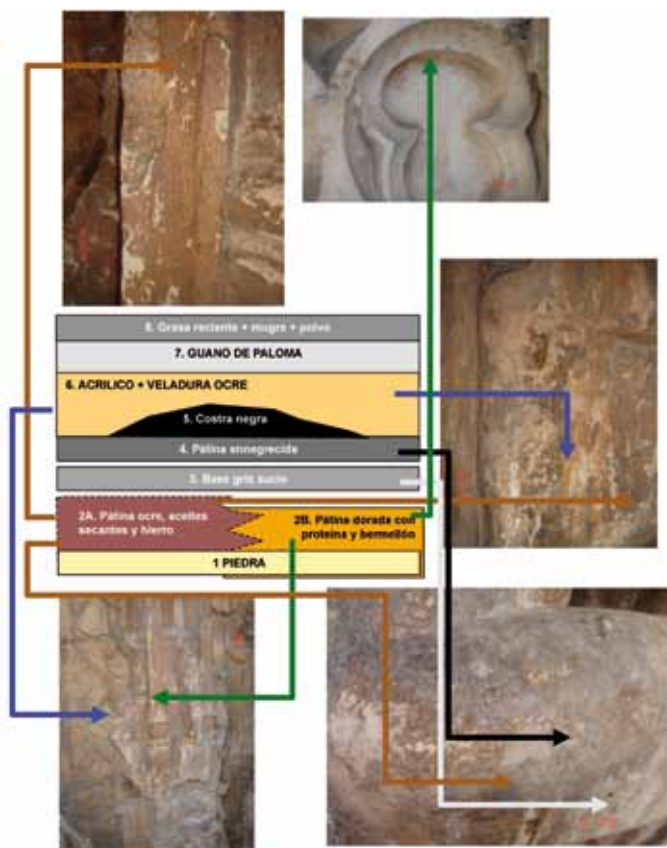 8. Grasa reciente + mugre + polvo
7. GUANO DE PALOMA
6. ACRILICO + VELADURA OCRE
5. Costra negra
4. Pátina ennegrecida
3. Base gris sucio
2A. Pátina ocre, aceites
secantes y hierro
2B. Pátina dorada con
proteína y bermellón
1 PIEDRA